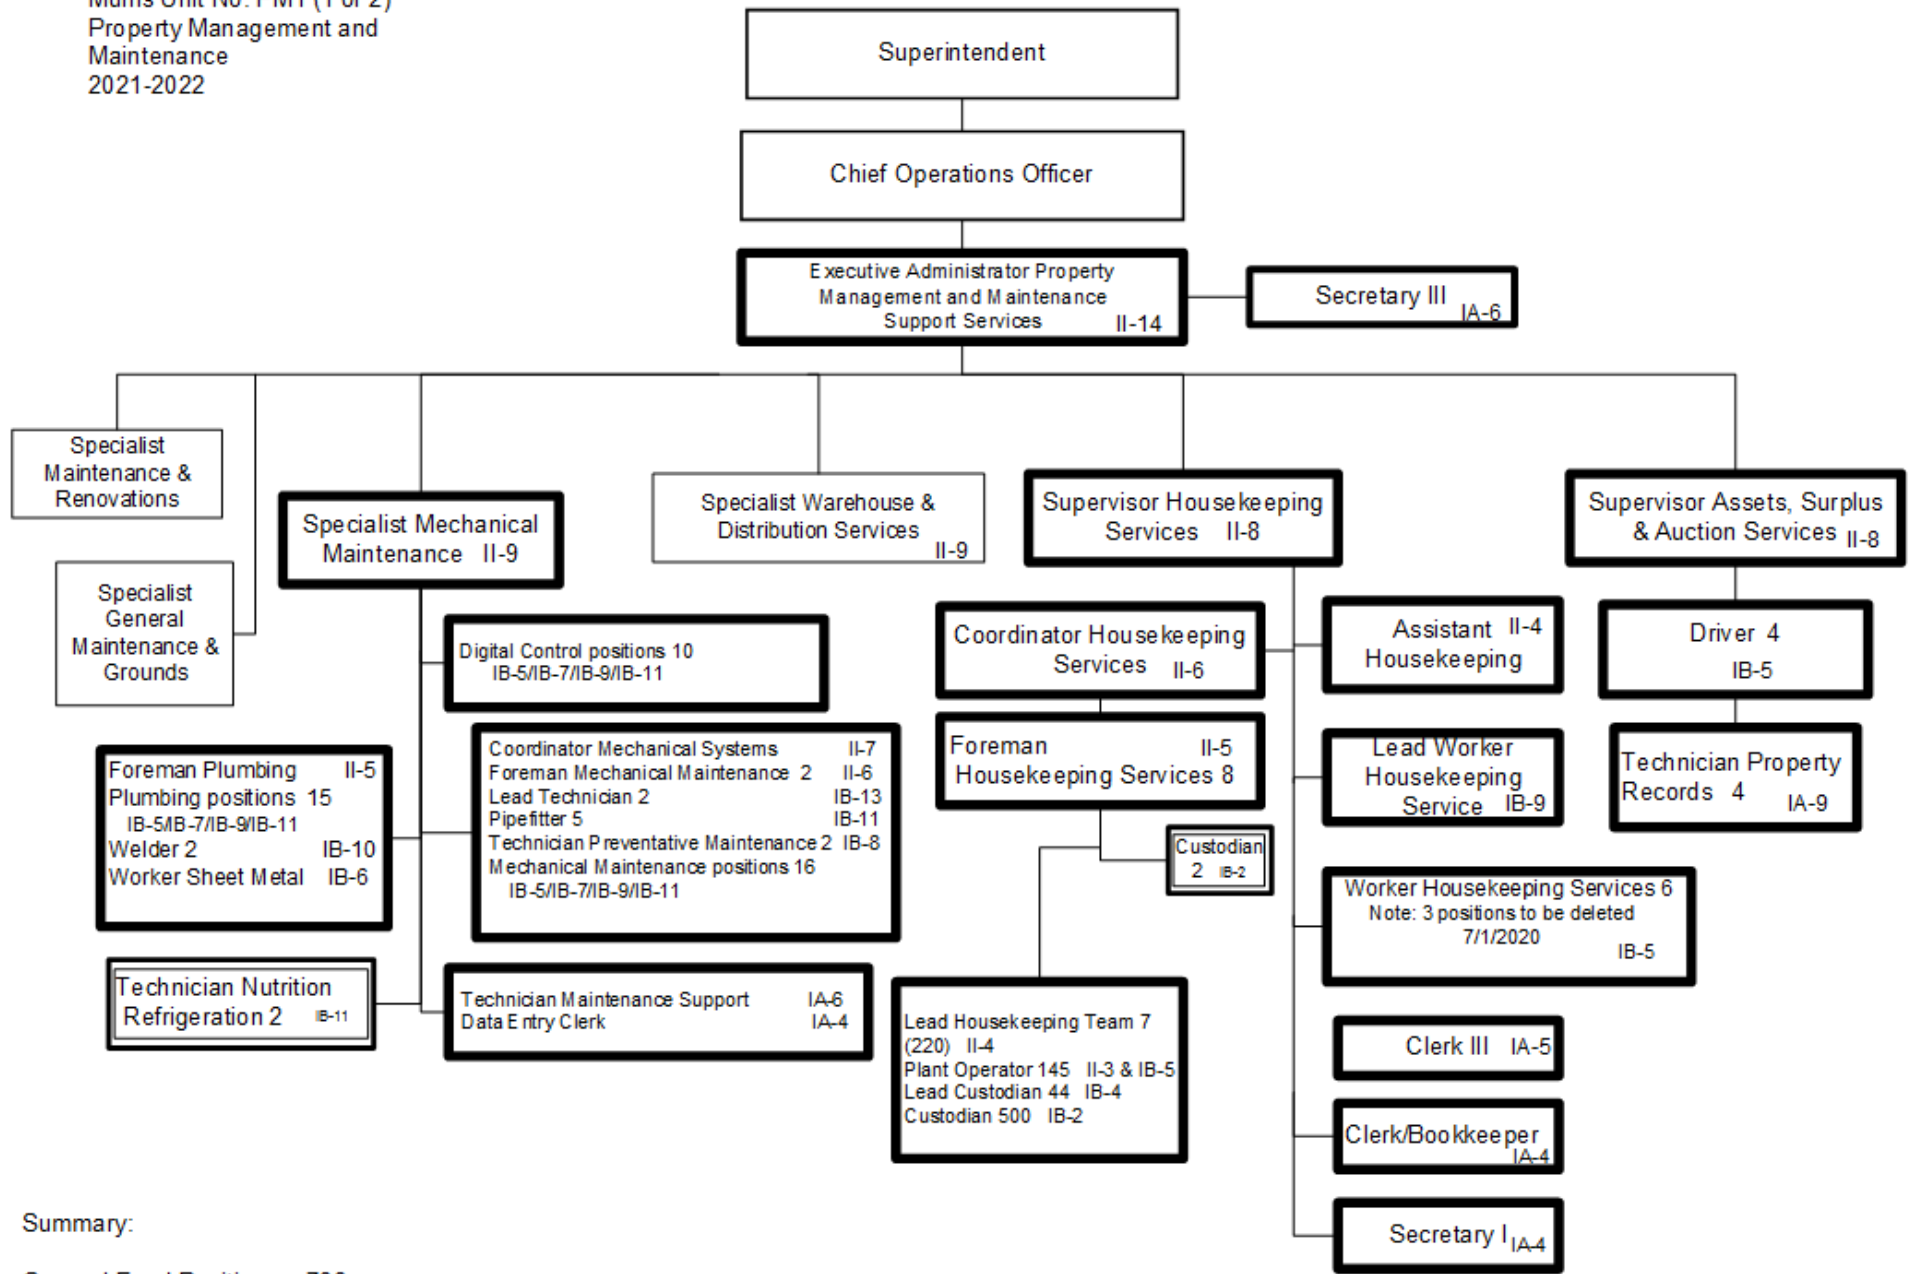 Property Management and
Maintenance
2021-2022
Superintendent
Chief Operations Officer
Executive Administrator Property
Management and Maintenance
Support Services II-14
Secretary III
IA-6
Specialist
Maintenance &
Renovations
Specialist
General
Maintenance &
Grounds
Specialist Mechanical
Maintenance II-9
Specialist Warehouse &
Distribution Services
II-9
Supervisor Housekeeping
Services II-8
Supervisor Assets, Surplus
& Auction Services II-8
Digital Control positions 10
IB-5/IB-7/IB-9/IB-11
Foreman Plumbing II-5
Plumbing positions 15
IB-5/IB-7/IB-9/IB-11
Welder 2 IB-10
Worker Sheet Metal IB-6
Coordinator Mechanical Systems II-7
Foreman Mechanical Maintenance 2 II-6
Lead Technician 2 IB-13
Pipefitter 5 IB-11
Technician Preventative Maintenance 2 IB-8
Mechanical Maintenance positions 16
IB-5/IB-7/IB-9/IB-11
Technician Nutrition
Refrigeration 2 IB-11
Technician Maintenance Support IA-6
Data Entry Clerk IA-4
Coordinator Housekeeping
Services II-6
Foreman II-5
Housekeeping Services 8
Custodian
2 IB-2
Lead Housekeeping Team 7
(220) II-4
Plant Operator 145 II-3 & IB-5
Lead Custodian 44 IB-4
Custodian 500 IB-2
Assistant II-4
Housekeeping
Lead Worker
Housekeeping
Service IB-9
Worker Housekeeping Services 6
Note: 3 positions to be deleted
7/1/2020
IB-5
Clerk III IA-5
Clerk/Bookkeeper
IA-4
Secretary I IA-4
Driver 4
IB-5
Technician Property
Records 4 IA-9
Summary: